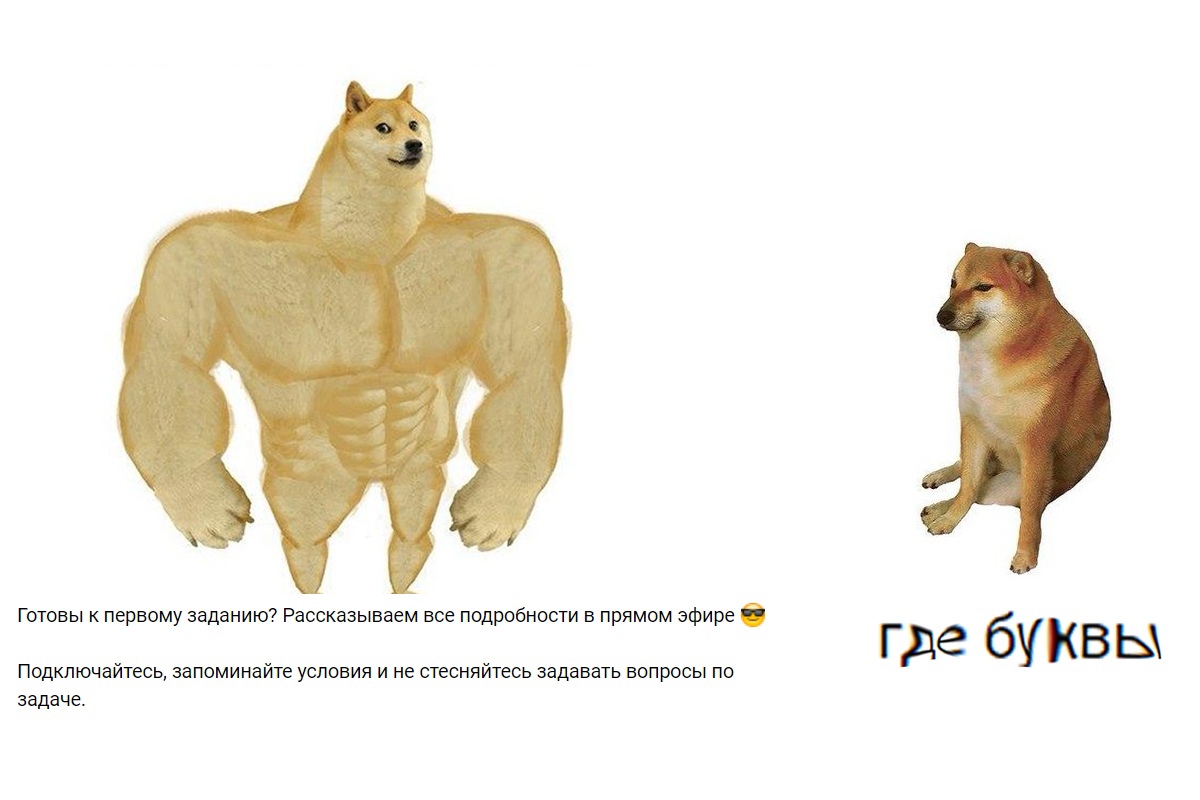 Готовы к первому заданию? Рассказываем все подробности в прямом эфире 😎
Подключайтесь, запоминайте условия и не стесняйтесь задавать вопросы по
задаче.
где буквы